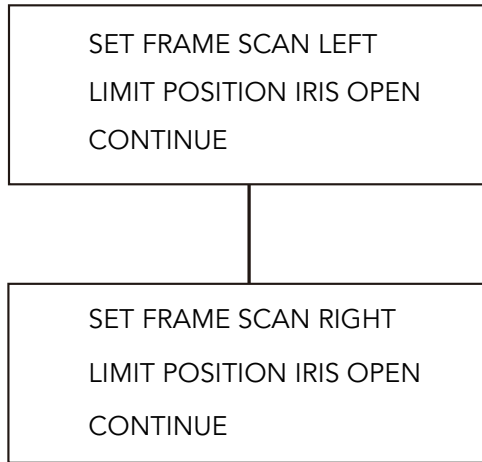 SET FRAME SCAN LEFT
LIMIT POSITION IRIS OPEN
CONTINUE
SET FRAME SCAN RIGHT
LIMIT POSITION IRIS OPEN
CONTINUE